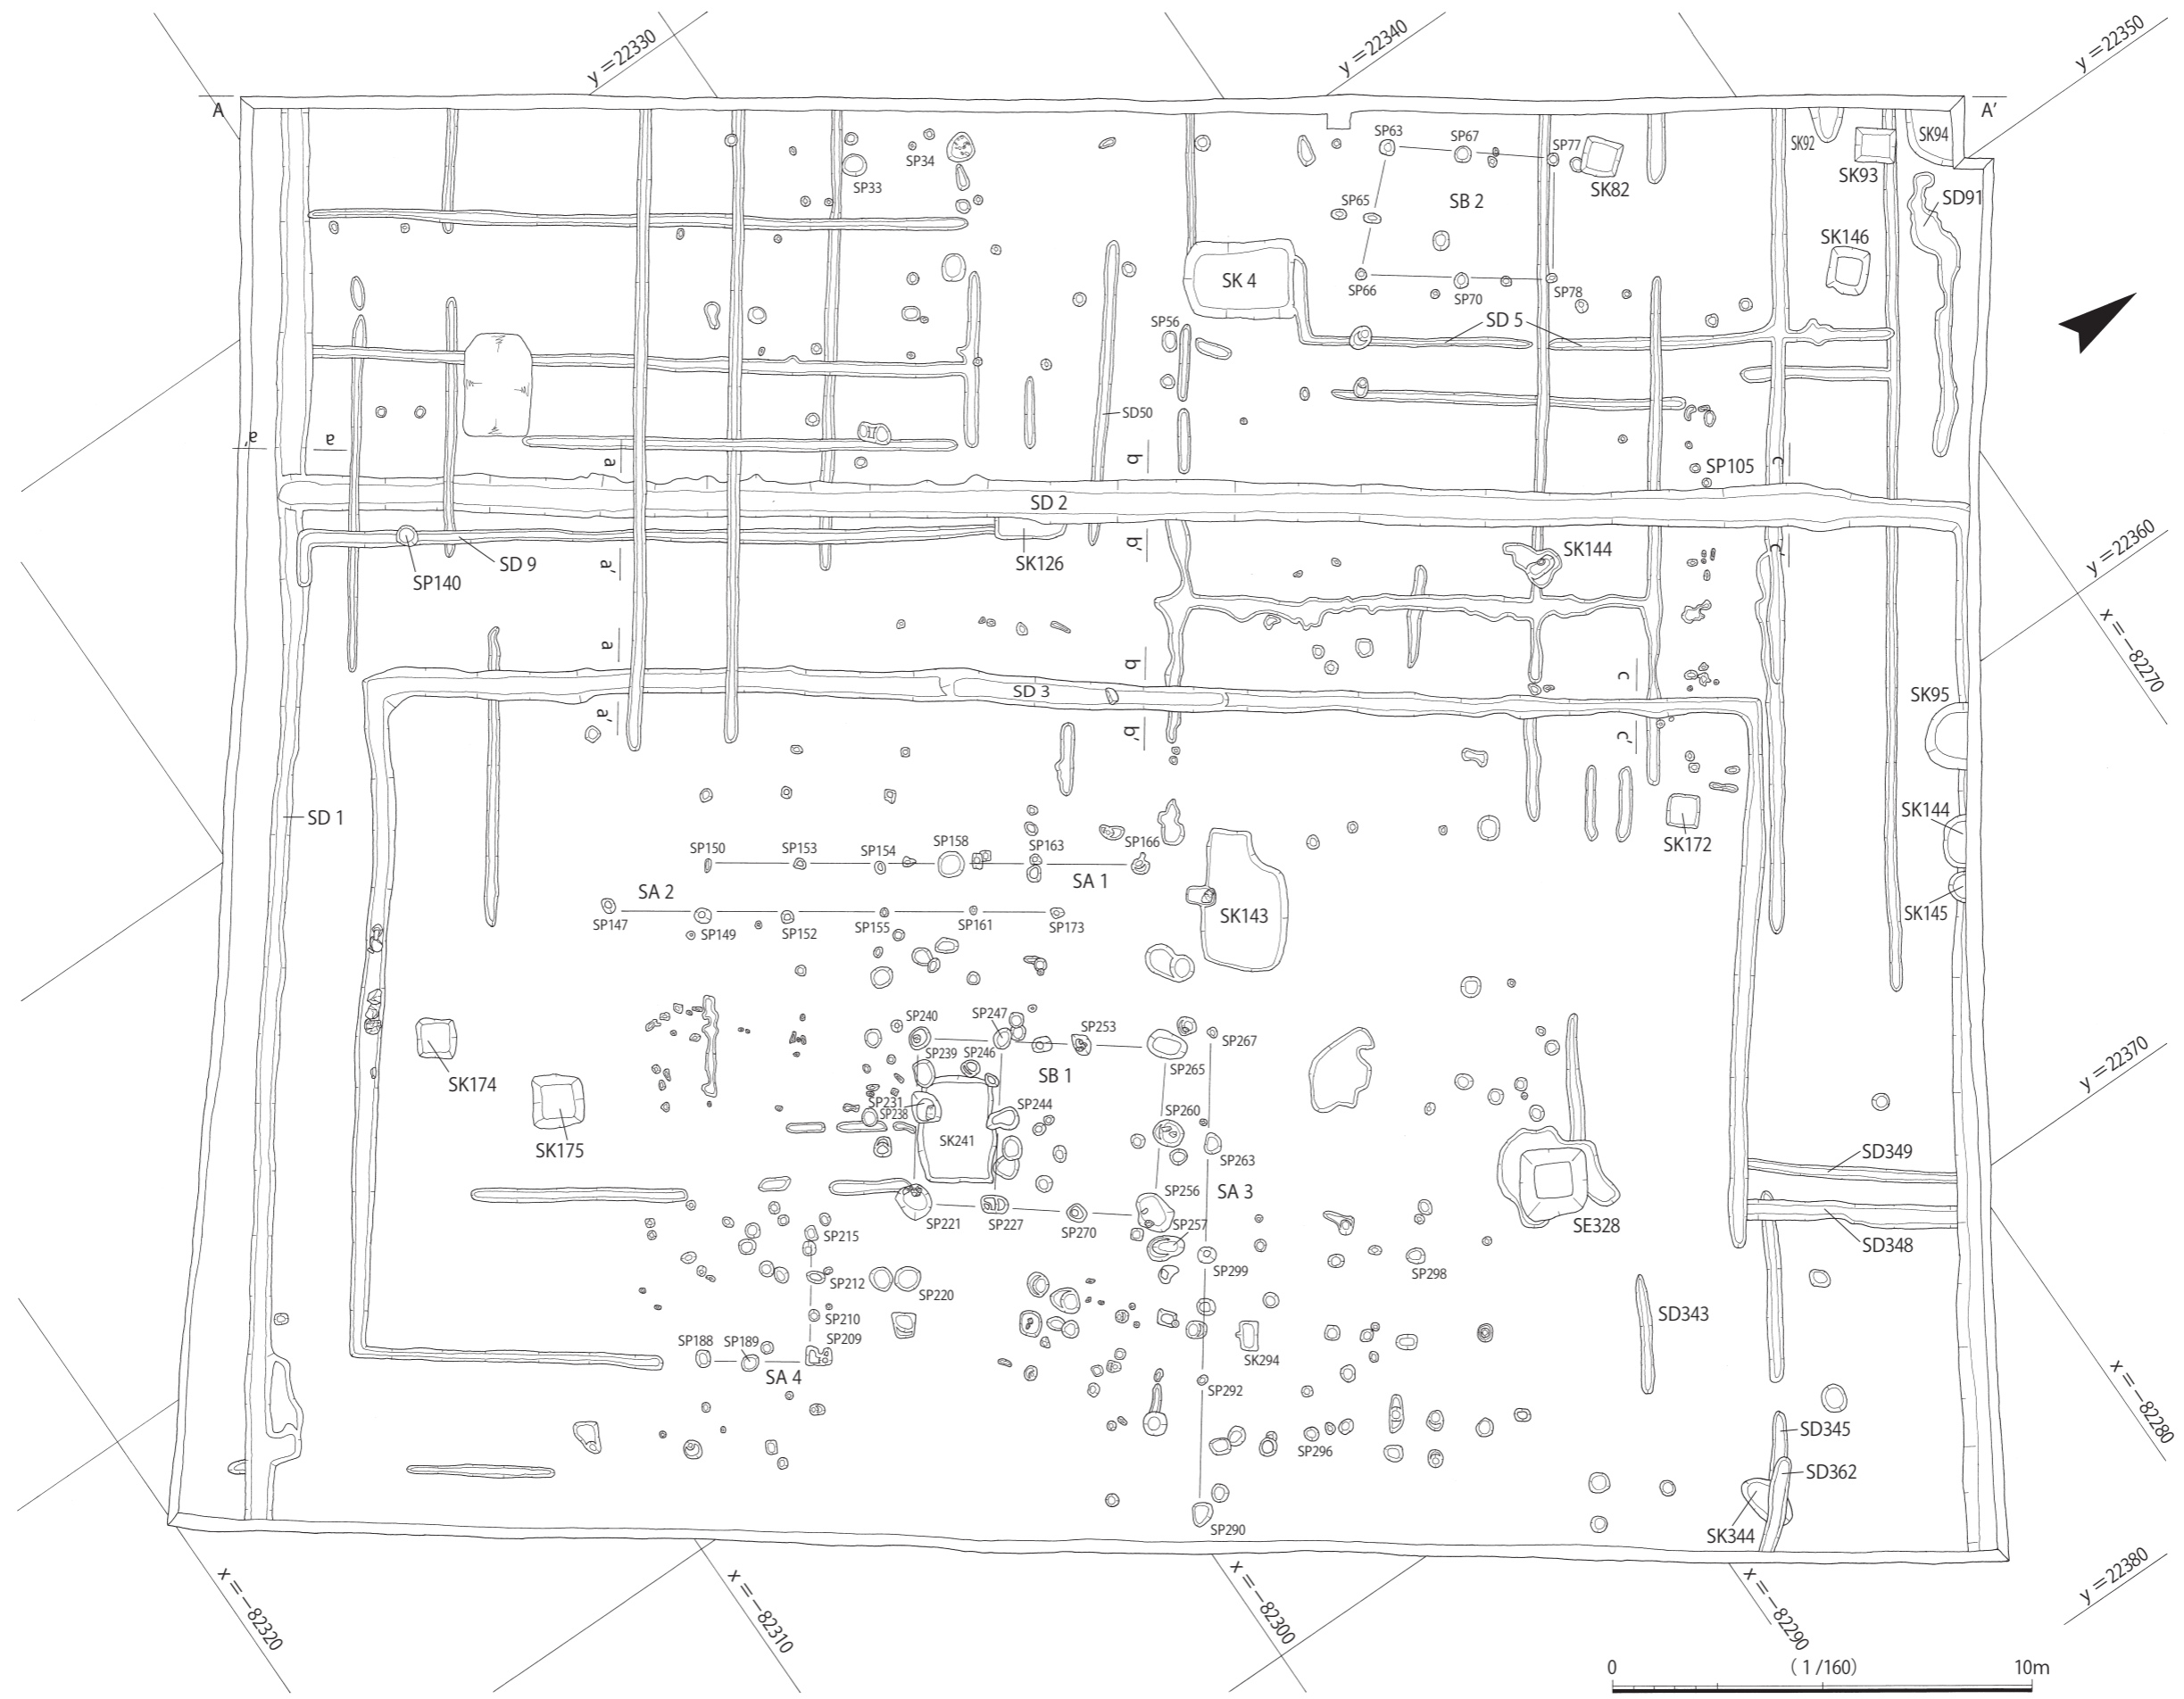 y =22330
y =22340
y =22350
A
A'
SP34
SP33
SP63
SP67
SP77
SK82
SK92
SK94
SK93
SD91
SP65
SB 2
SK146
SK 4
SP66
SP70
SP78
SP56
SD 5
a'
a
SD50
a
b
SP105
c
SD 2
SD 9
SP140
a'
SK126
b'
SK144
c'
y =22360
x =-82270
a
b
c
SD 3
SK95
a'
b'
c'
SD 1
SK172
SK144
SP150
SP153
SP154
SP158
SP163
SP166
SA 2
SA 1
SK145
SP147
SP149
SP152
SP155
SP161
SP173
SK143
SP240
SP247
SP253
SP267
SP239
SP246
SB 1
SP265
y =22370
SK174
SP231
SP238
SP244
SP260
SK241
SK175
SP263
SD349
SA 3
SP256
SP221
SP227
SP270
SP257
SE328
SD348
SP215
SP212
SP220
SP299
SP298
SP210
SD343
SP188
SP189
SP209
SK294
SA 4
SP292
x =-82280
SP296
SD345
SD362
SP290
SK344
x =-82320
x =-82310
x =-82300
x =-82290
y =22380
0
( 1 /160)
10m